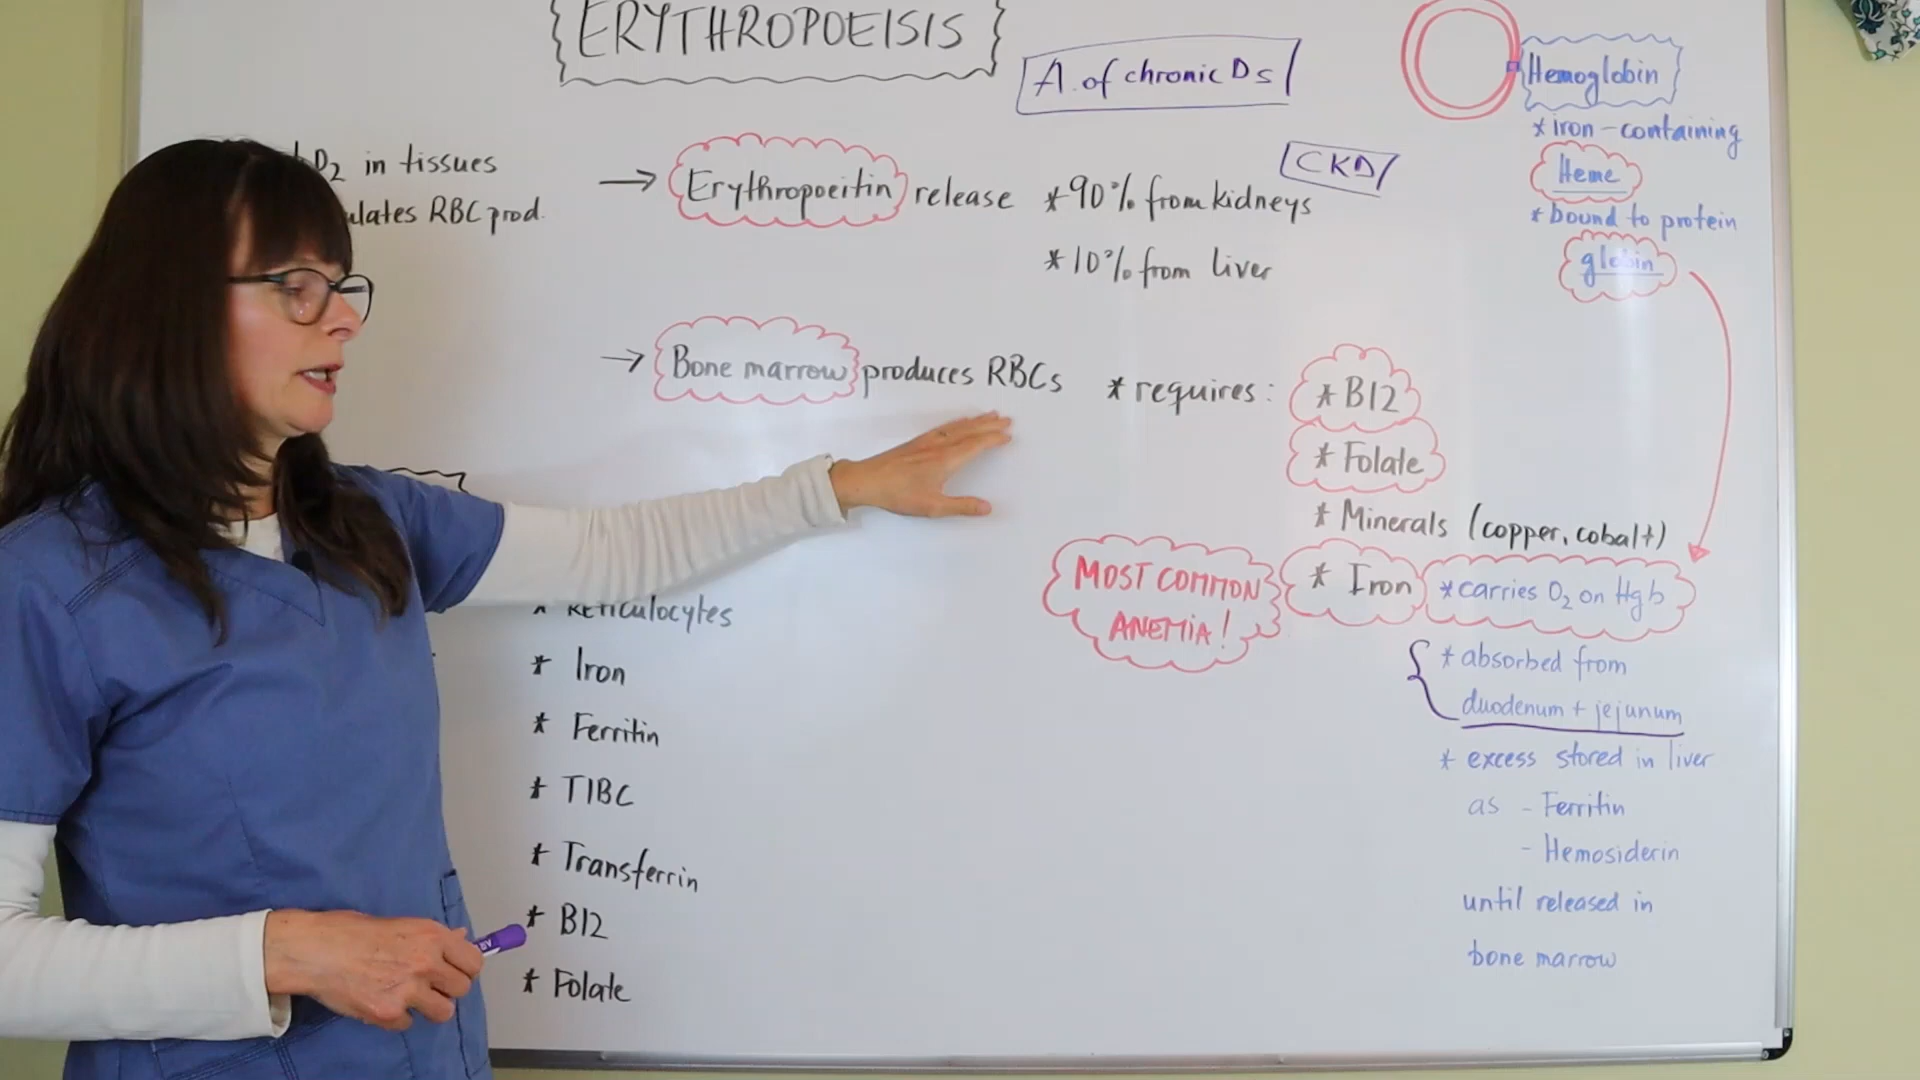 ERYTHROPOEISIS
A. of chronic Ds
Hemoglobin
* iron-containing
Heme
* bound to protein
globin
O2 in tissues
ulates RBC prod.
→ Erythropoeitin release
* 90% from kidneys
CKD
* 10% from liver
→ Bone marrow produces RBCs
* requires:
* B12
* Folate
* Minerals (copper, cobalt)
* Iron
* carries O2 on Hgb
MOST COMMON
ANEMIA!
* absorbed from
duodenum + jejunum
* excess stored in liver
as - Ferritin
- Hemosiderin
until released in
bone marrow
* Reticulocytes
* Iron
* Ferritin
* TIBC
* Transferrin
* B12
* Folate